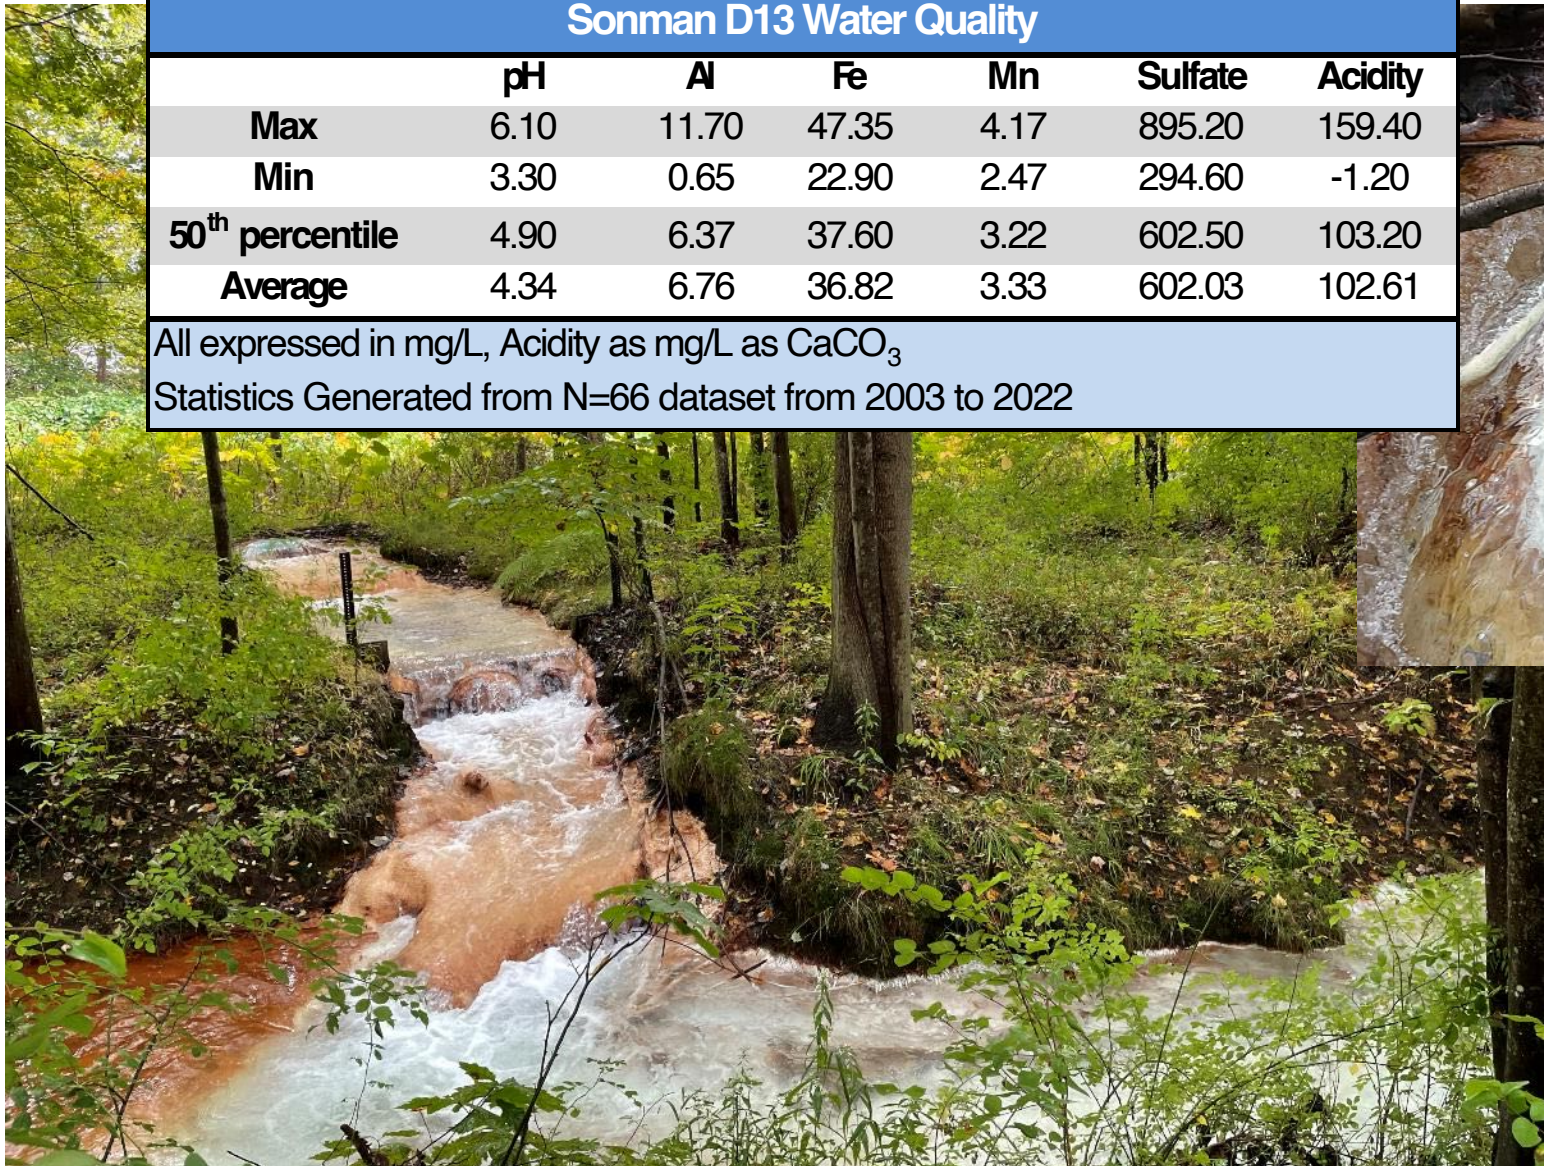 Sonman D13 Water Quality
pH Al Fe Mn Sulfate Acidity
Max 6.10 11.70 47.35 4.17 895.20 159.40
Min 3.30 0.65 22.90 2.47 294.60 -1.20
50th percentile 4.90 6.37 37.60 3.22 602.50 103.20
Average 4.34 6.76 36.82 3.33 602.03 102.61
All expressed in mg/L, Acidity as mg/L as CaCO3
Statistics Generated from N=66 dataset from 2003 to 2022